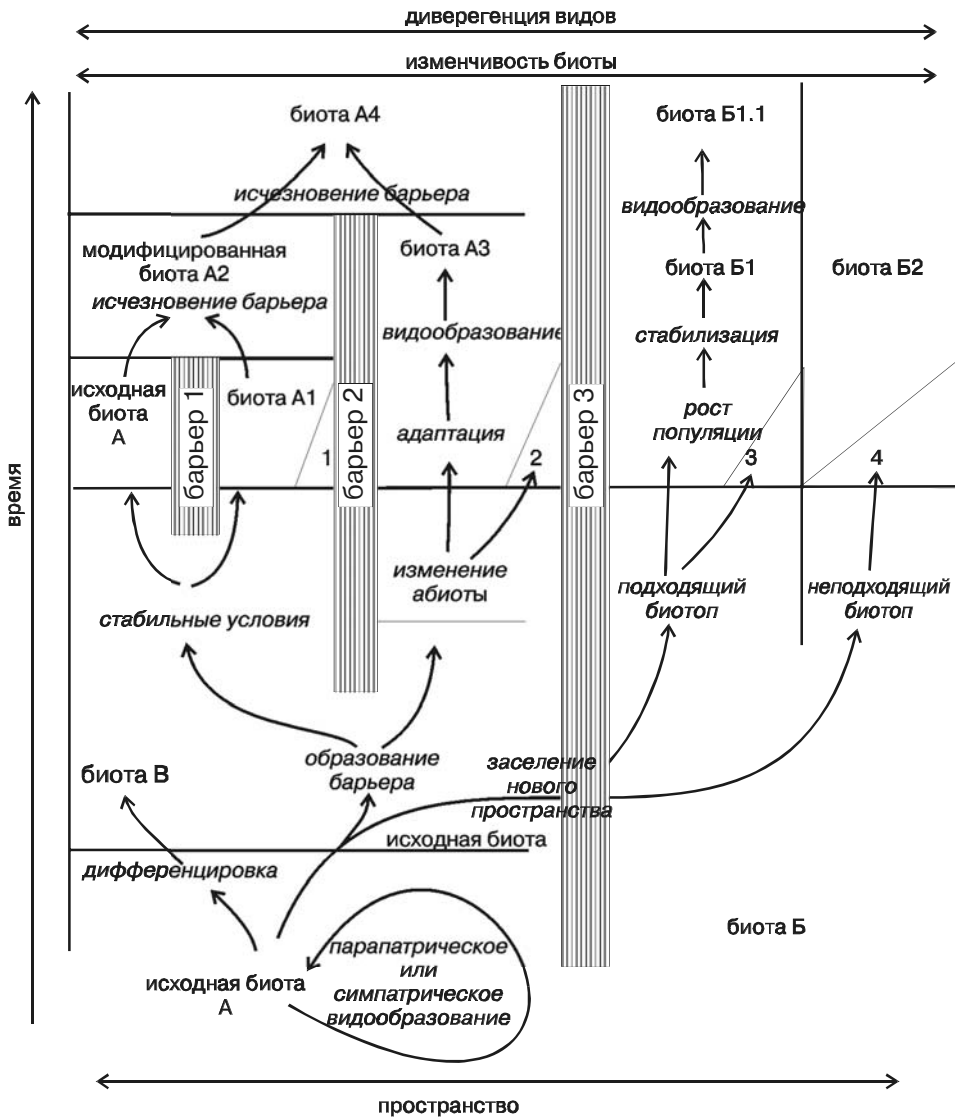 диверегенция видов
изменчивость биоты
биота А4
биота Б1.1
исчезновение барьера
видообразование
модифицированная
биота А2
биота А3
биота Б1
биота Б2
исчезновение барьера
видообразование
стабилизация
исходная
биота
А
барьер 1
биота А1
барьер 2
адаптация
барьер 3
рост
популяции
1
2
3
4
время
изменение
абиоты
подходящий
биотоп
неподходящий
биотоп
стабильные условия
образование
барьера
заселение
нового
пространства
биота В
исходная биота
дифференцировка
биота Б
парапатрическое
или
симпатрическое
видообразование
исходная биота
А
пространство